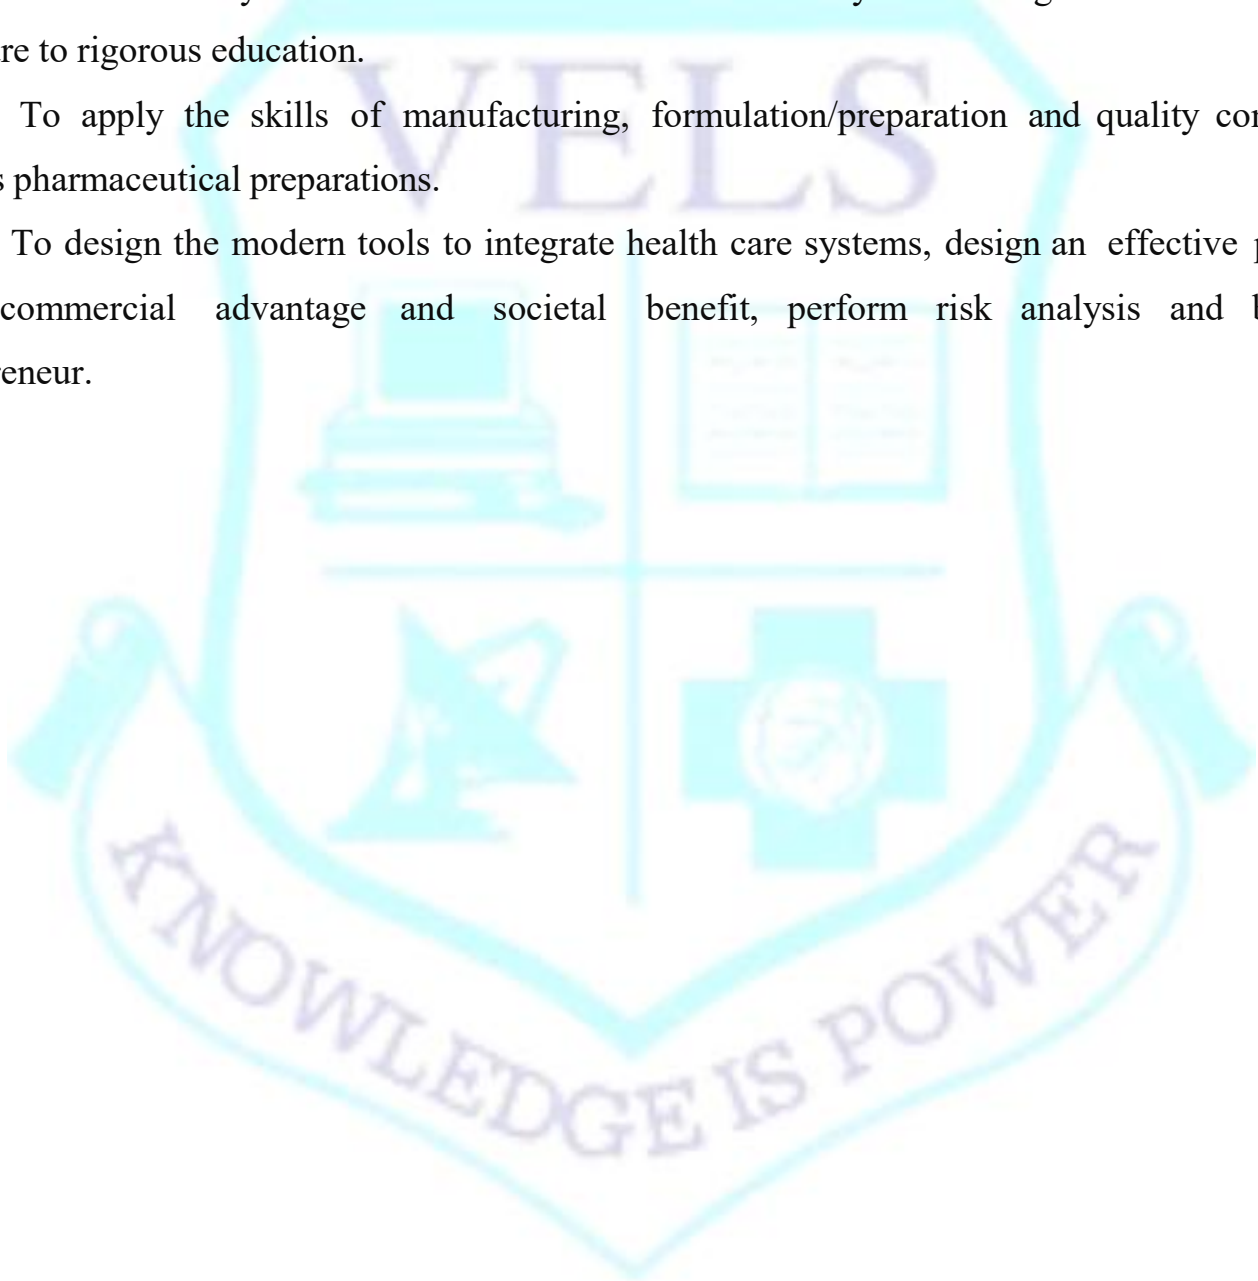 re to rigorous education.
To apply the skills of manufacturing, formulation/preparation and quality con
s pharmaceutical preparations.
To design the modern tools to integrate health care systems, design an effective p
commercial advantage and societal benefit, perform risk analysis and b
reneur.
VELS
KNOWLEDGE IS POWER